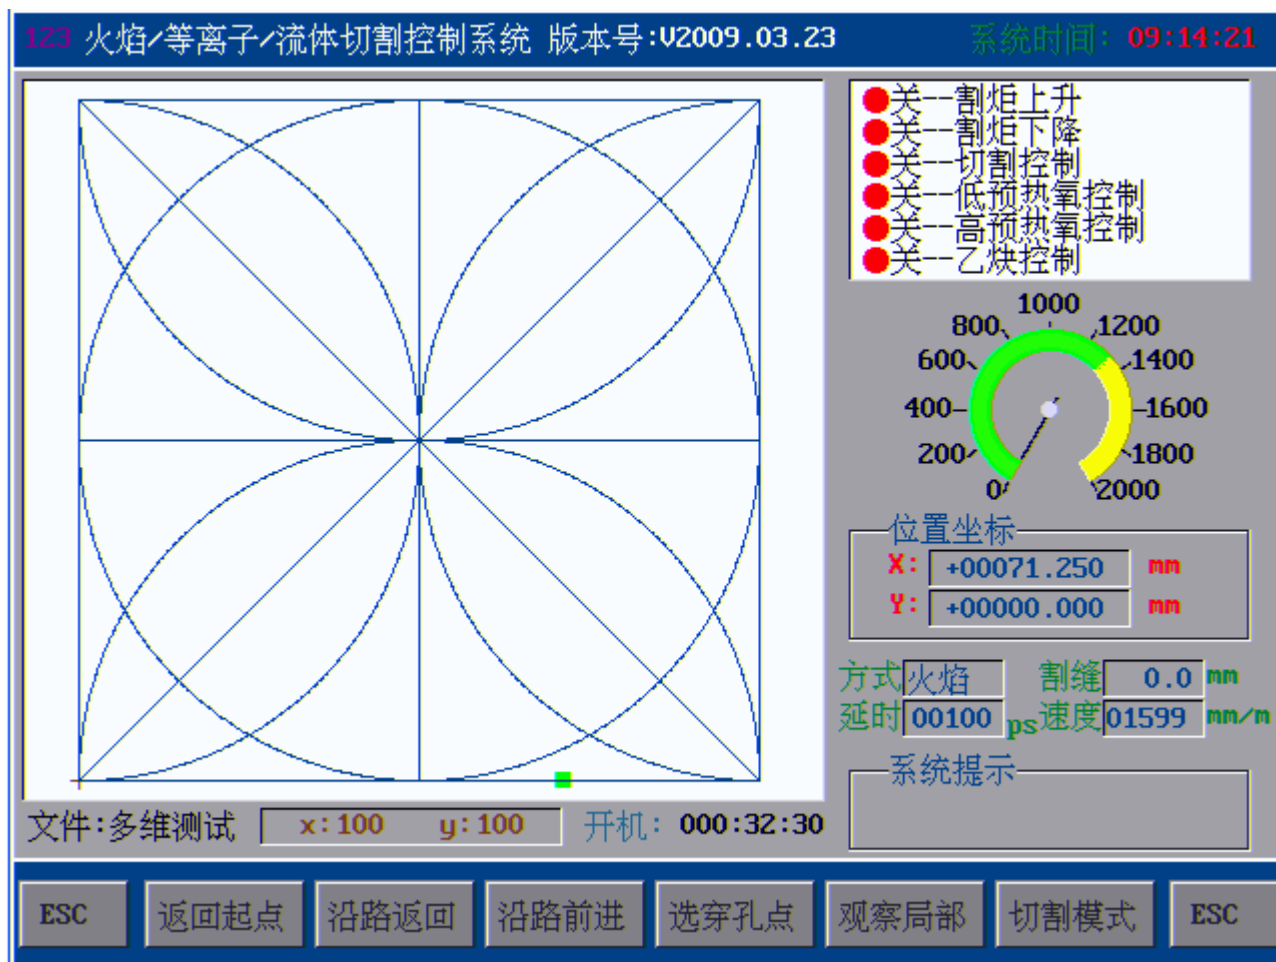 123 火焰/等离子/流体切割控制系统 版本号:V2009.03.23 系统时间: 09:14:21
关--割炬上升
关--割炬下降
关--切割控制
关--低预热氧控制
关--高预热氧控制
关--乙炔控制
1000
800 1200
600 1400
400 1600
200 1800
0 2000
位置坐标
X: +00071.250 mm
Y: +00000.000 mm
方式 火焰 割缝 0.0 mm
延时 00100 ps 速度 01599 mm/m
系统提示
文件:多维测试 x:100 y:100 开机: 000:32:30
ESC 返回起点 沿路返回 沿路前进 选穿孔点 观察局部 切割模式 ESC